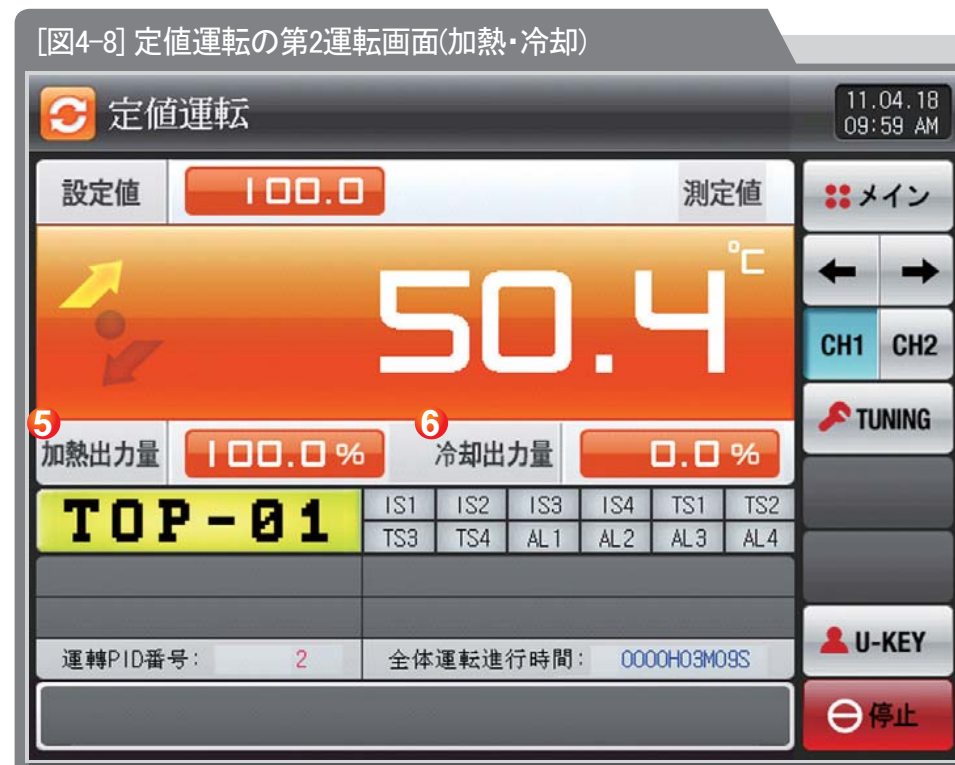 [図4-8] 定値運転の第2運転画面(加熱・冷却)
定値運転
11.04.18
09:59 AM
設定値 100.0 測定値
メイン
50.4 ℃
CH1 CH2
TUNING
5 6
加熱出力量 100.0 % 冷却出力量 0.0 %
TOP-01
IS1 IS2 IS3 IS4 TS1 TS2
TS3 TS4 AL1 AL2 AL3 AL4
運轉PID番号: 2 全体運転進行時間: 0000H03M09S
U-KEY
停止